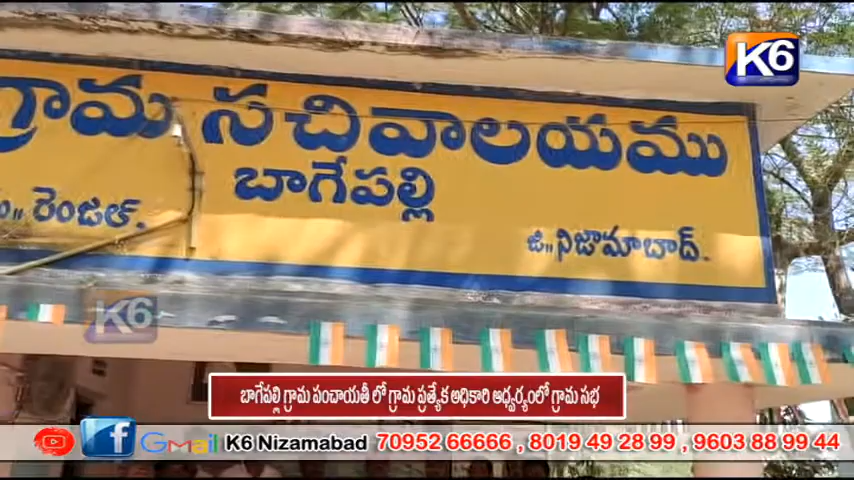 K6
గ్రామ సచివాలయము
బాగేపల్లి
రెంజల్.
జి,, నిజామాబాద్.
K6
బాగేపల్లి గ్రామ పంచాయతీ లో గ్రామ ప్రత్యేక అధికారి ఆధ్వర్యంలో గ్రామ సభ
f Gmail K6 Nizamabad 70952 66666 , 8019 49 28 99 , 9603 88 99 44